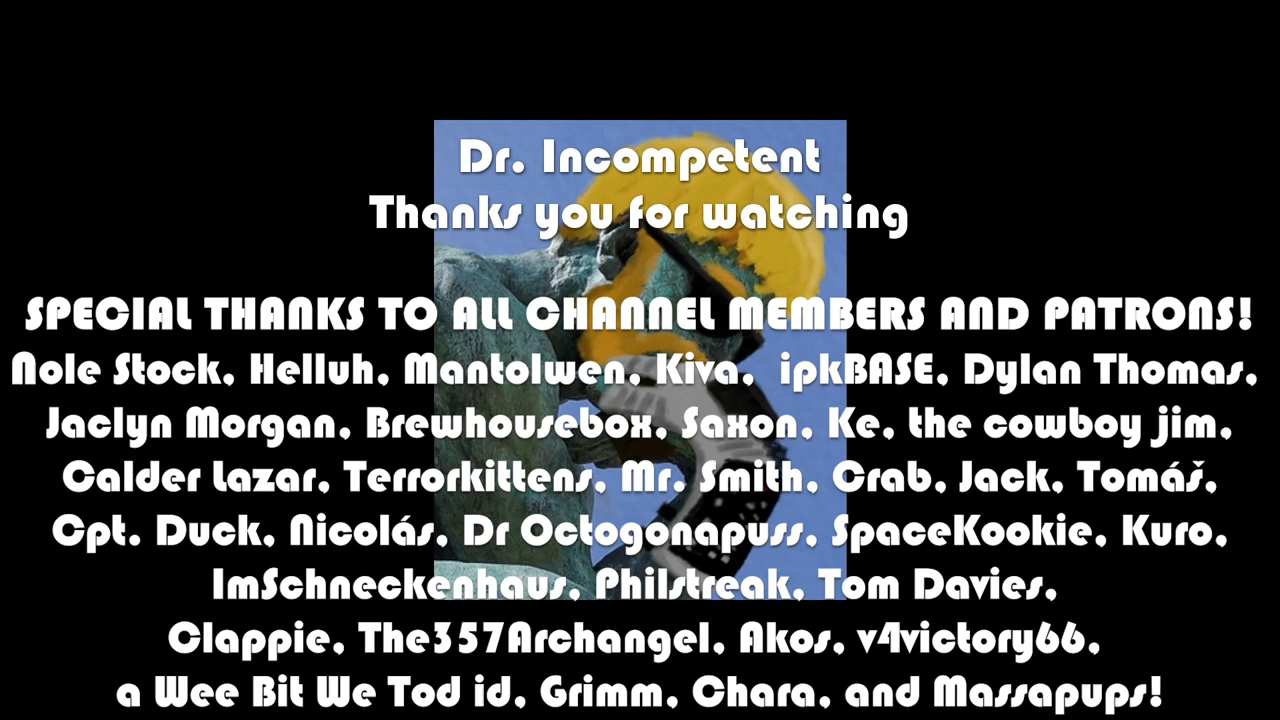 Dr. Incompetent
Thanks you for watching
SPECIAL THANKS TO ALL CHANNEL MEMBERS AND PATRONS!
Nole Stock, Helluh, Mantolwen, Kiva,  ipkBASE, Dylan Thomas,
Jaclyn Morgan, Brewhousebox, Saxon, Ke, the cowboy jim,
Calder Lazar, Terrorkittens, Mr. Smith, Crab, Jack, Tomáš,
Cpt. Duck, Nicolás, Dr Octogonapuss, SpaceKookie, Kuro,
ImSchneckenhaus, Philstreak, Tom Davies,
Clappie, The357Archangel, Akos, v4victory66,
a Wee Bit We Tod id, Grimm, Chara, and Massapups!